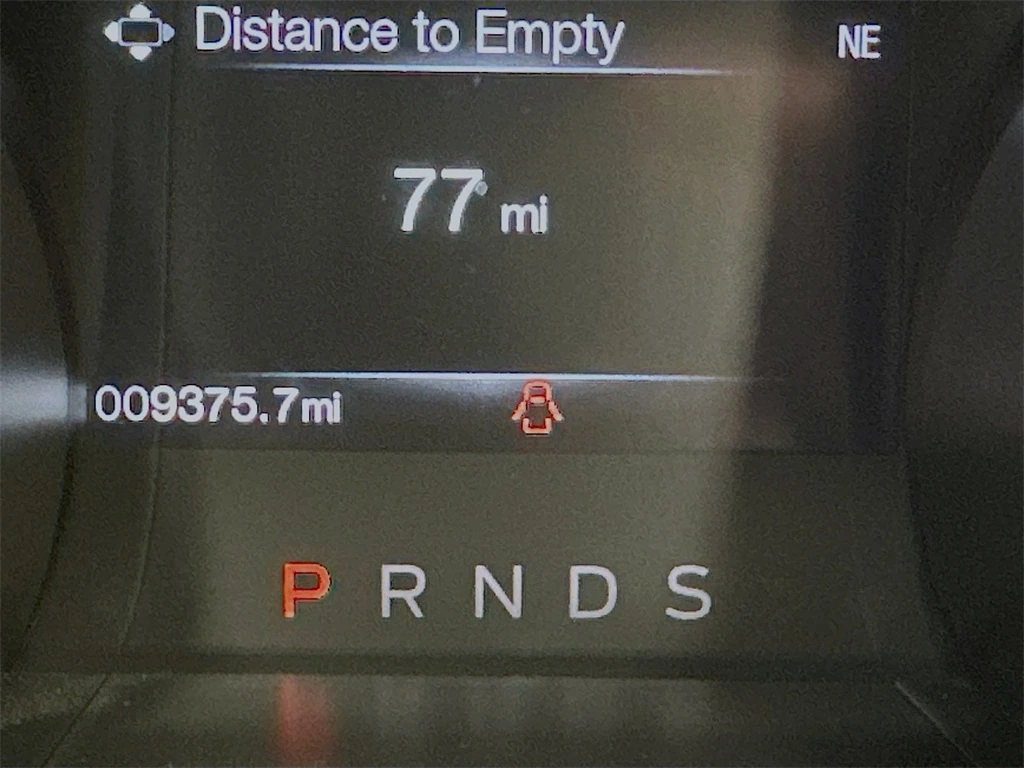 Distance to Empty NE
77 mi
009375.7mi
P R N D S